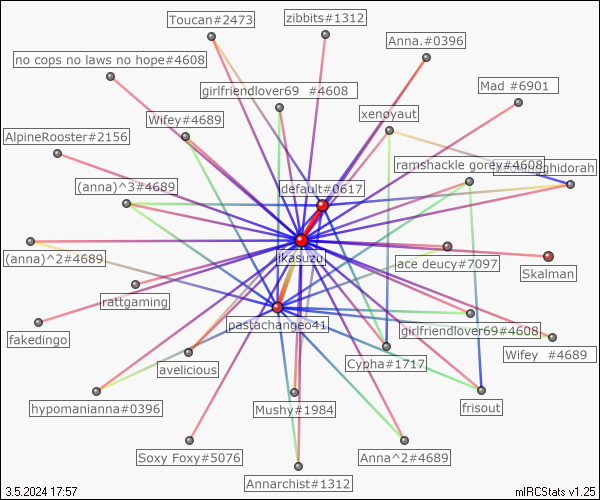 Toucan#2473
zibbits#1312
Anna.#0396
no cops no laws no hope#4608
girlfriendlover69 #4608
Mad #6901
xenoyaut
Wifey#4689
AlpineRooster#2156
ramshackle gorey#4608
ghidorah
(anna)^3#4689
default#0617
ikasuzu
(anna)^2#4689
ace deucy#7097
Skalman
rattgaming
pastachangeo41
fakedingo
girlfriendlover69#4608
Wifey #4689
Cypha#1717
avelicious
hypomanianna#0396
Mushy#1984
frisout
Soxy Foxy#5076
Anna^2#4689
Annarchist#1312
3.5.2024 17:57
mIRCStats v1.25